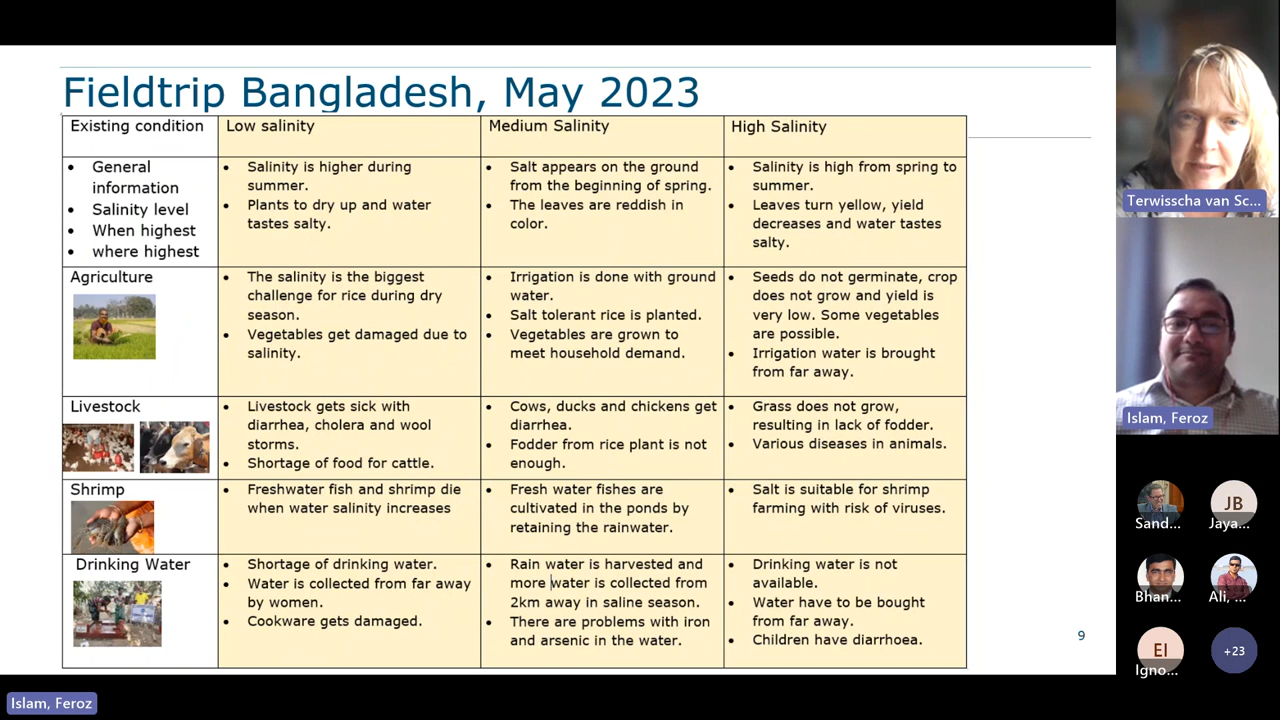 Fieldtrip Bangladesh, May 2023
Existing condition
Low salinity
Medium Salinity
High Salinity
• General
information
• Salinity level
• When highest
• where highest
• Salinity is higher during
summer.
• Plants to dry up and water
tastes salty.
• Salt appears on the ground
from the beginning of spring.
• The leaves are reddish in
color.
• Salinity is high from spring to
summer.
• Leaves turn yellow, yield
decreases and water tastes
salty.
Agriculture
• The salinity is the biggest
challenge for rice during dry
season.
• Vegetables get damaged due to
salinity.
• Irrigation is done with ground
water.
• Salt tolerant rice is planted.
• Vegetables are grown to
meet household demand.
• Seeds do not germinate, crop
does not grow and yield is
very low. Some vegetables
are possible.
• Irrigation water is brought
from far away.
Livestock
• Livestock gets sick with
diarrhea, cholera and wool
storms.
• Shortage of food for cattle.
• Cows, ducks and chickens get
diarrhea.
• Fodder from rice plant is not
enough.
• Grass does not grow,
resulting in lack of fodder.
• Various diseases in animals.
Shrimp
• Freshwater fish and shrimp die
when water salinity increases
• Fresh water fishes are
cultivated in the ponds by
retaining the rainwater.
• Salt is suitable for shrimp
farming with risk of viruses.
Drinking Water
• Shortage of drinking water.
• Water is collected from far away
by women.
• Cookware gets damaged.
• Rain water is harvested and
more water is collected from
2km away in saline season.
• There are problems with iron
and arsenic in the water.
• Drinking water is not
available.
• Water have to be bought
from far away.
• Children have diarrhoea.
9
Terwisscha van Sc...
Islam, Feroz
Sand...
JB
Jaya...
Bhan...
Ali, ...
EI
Igno...
+23
Islam, Feroz